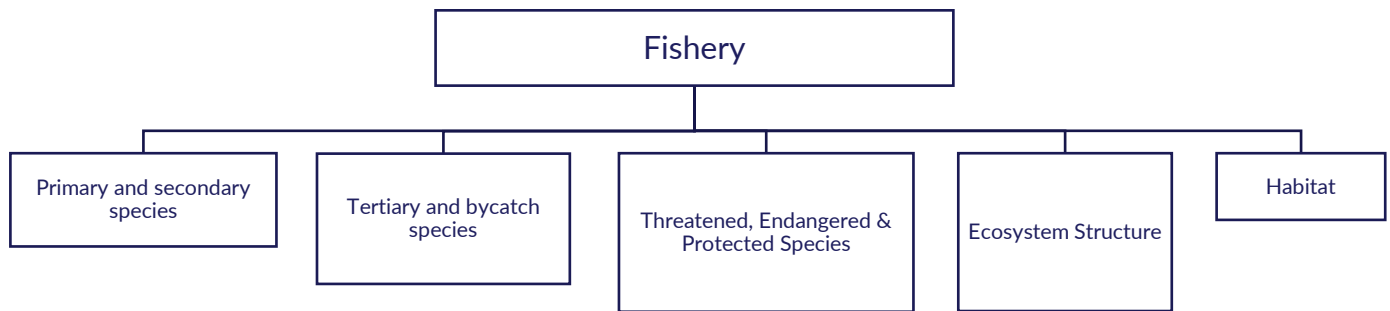 Fishery
Primary and secondary
species
Tertiary and bycatch
species
Threatened, Endangered &
Protected Species
Ecosystem Structure
Habitat